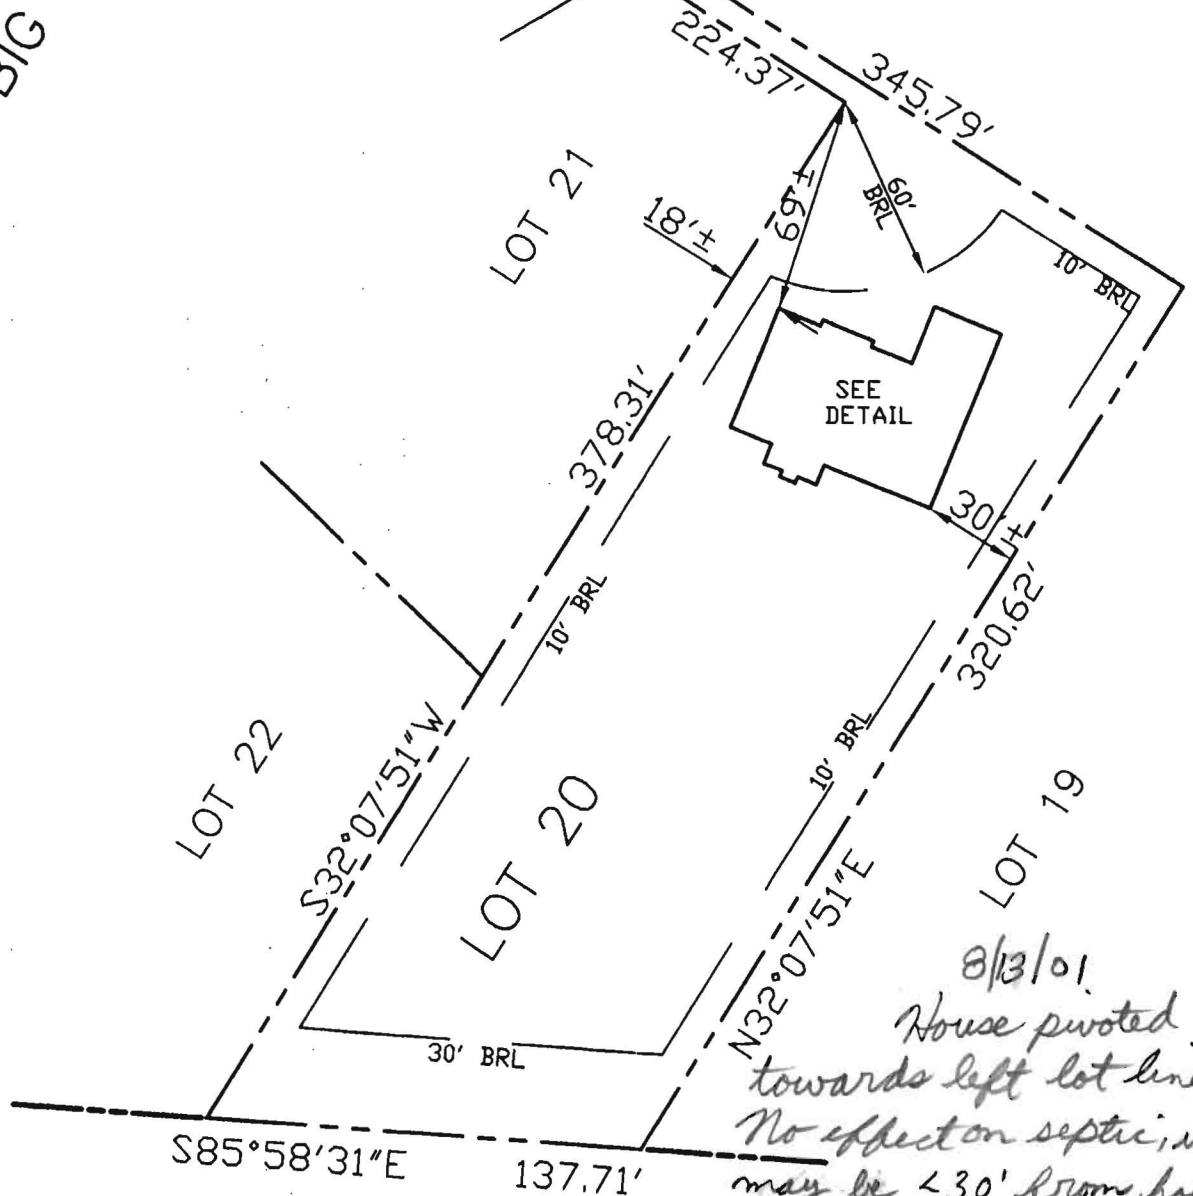 BIG
224.37'
345.79'
LOT 21
18'±
69'±
60'
BRL
10' BRL
SEE
DETAIL
378.31'
30'±
10' BRL
320.62'
LOT 22
S32°07'51"W
10' BRL
LOT 20
LOT 19
N32°07'51"E
30' BRL
S85°58'31"E
137.71'
8/13/01.
House pivoted
towards left lot line
No effect on septic,
may be <30' from